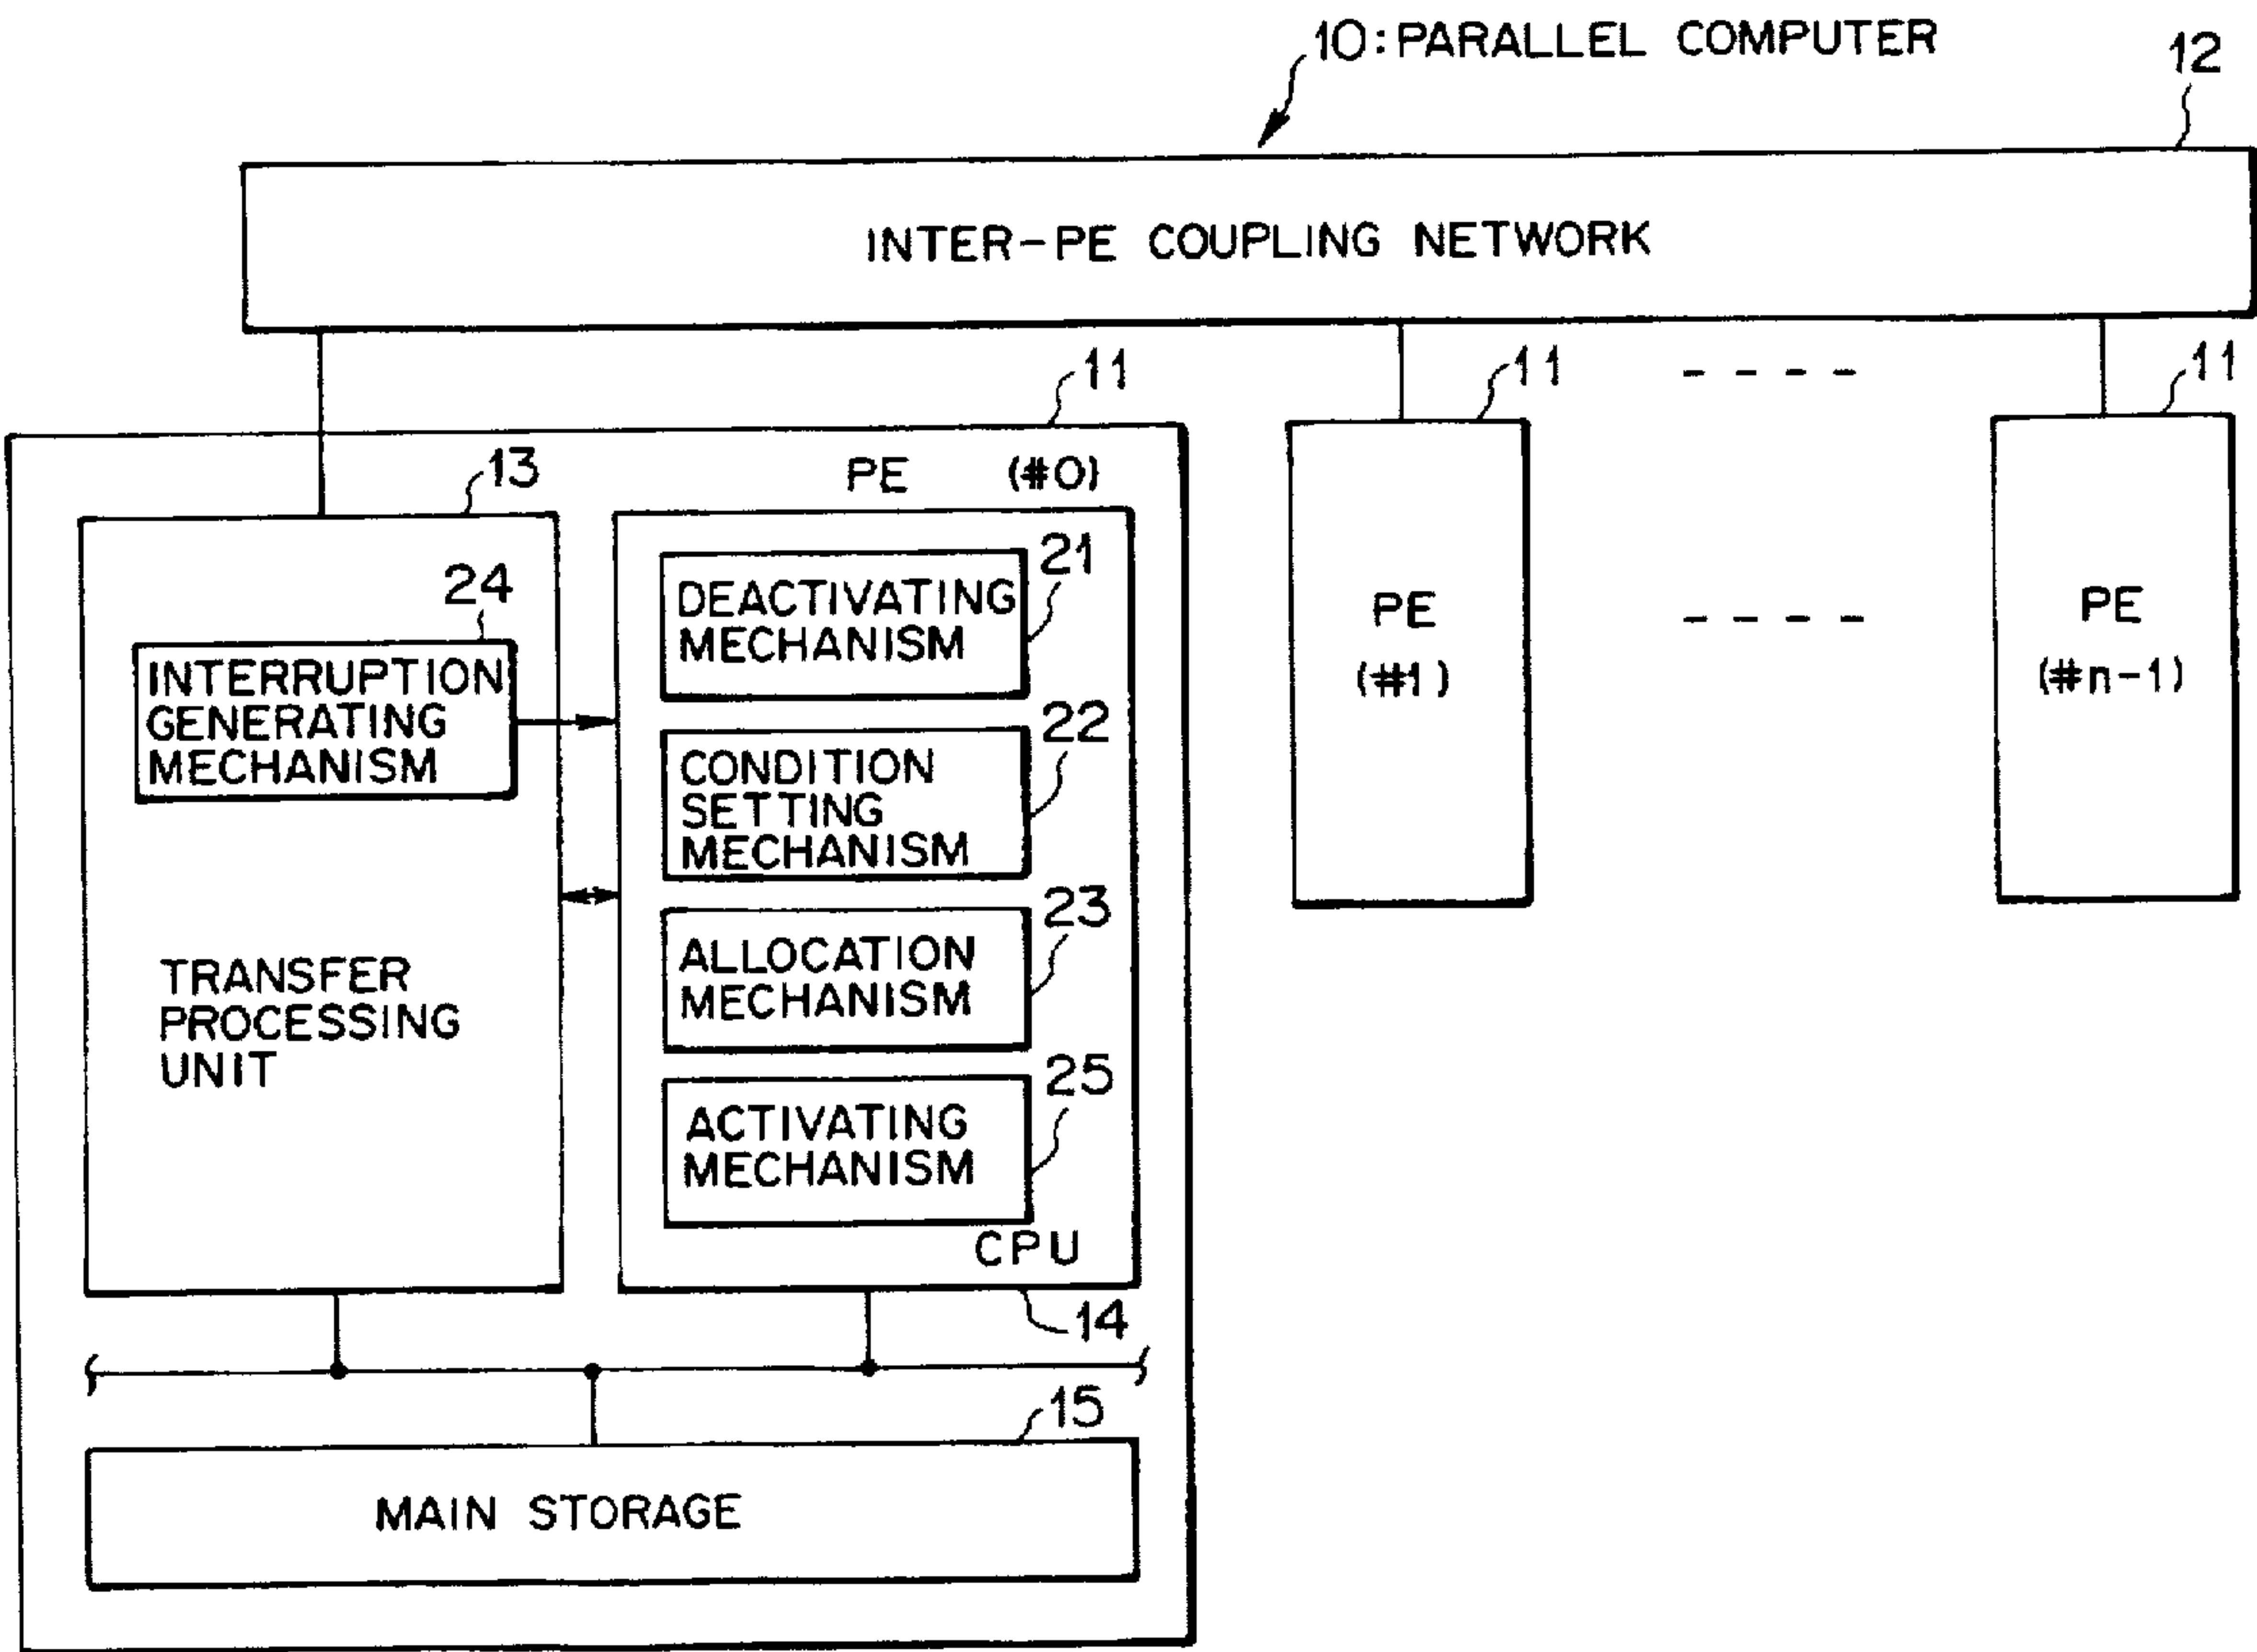 10: PARALLEL COMPUTER
12
INTER-PE COUPLING NETWORK
11
11
- - - -
11
PE (#0)
13
24
INTERRUPTION
GENERATING
MECHANISM
TRANSFER
PROCESSING
UNIT
21
DEACTIVATING
MECHANISM
22
CONDITION
SETTING
MECHANISM
23
ALLOCATION
MECHANISM
25
ACTIVATING
MECHANISM
CPU
14
15
MAIN STORAGE
PE
(#1)
- - - -
PE
(#n-1)